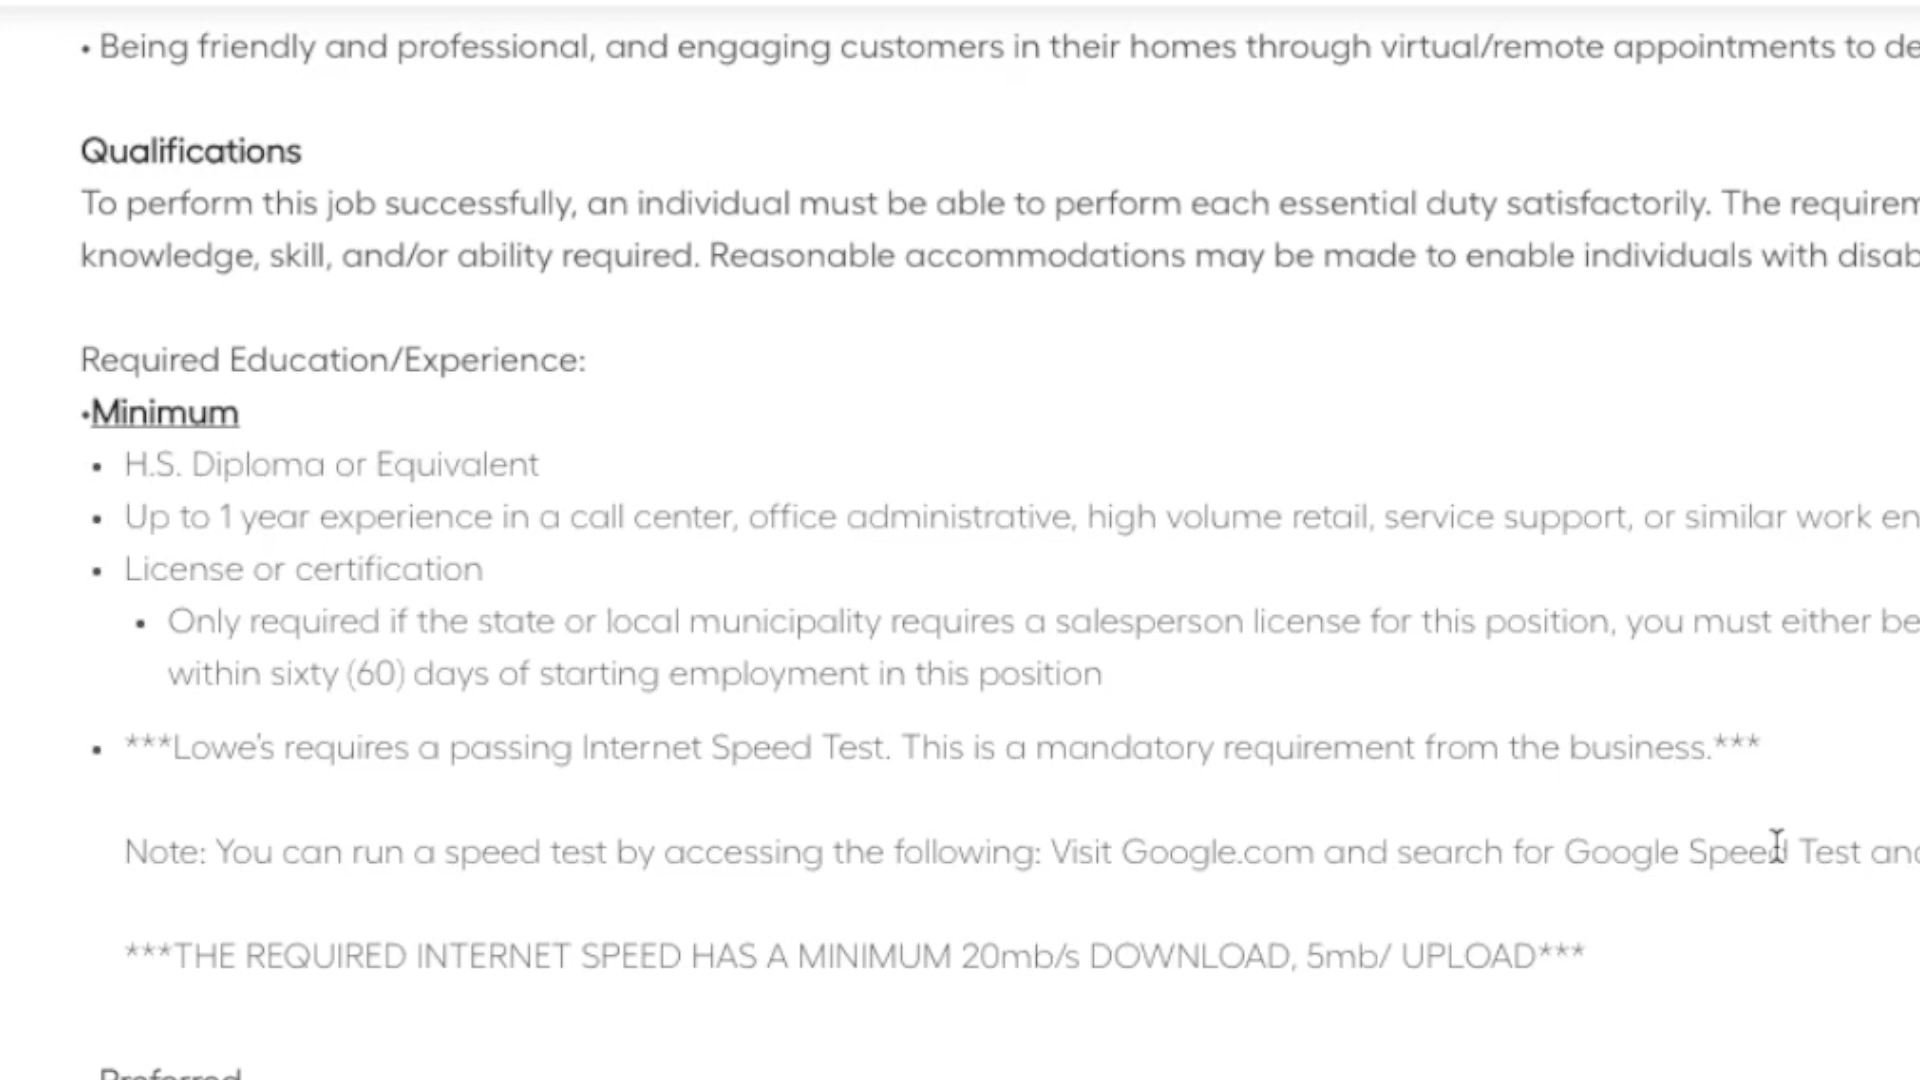 • Being friendly and professional, and engaging customers in their homes through virtual/remote appointments to de
Qualifications
To perform this job successfully, an individual must be able to perform each essential duty satisfactorily. The requirem
knowledge, skill, and/or ability required. Reasonable accommodations may be made to enable individuals with disab
Required Education/Experience:
•Minimum
• H.S. Diploma or Equivalent
• Up to 1 year experience in a call center, office administrative, high volume retail, service support, or similar work en
• License or certification
• Only required if the state or local municipality requires a salesperson license for this position, you must either be
within sixty (60) days of starting employment in this position
• ***Lowe's requires a passing Internet Speed Test. This is a mandatory requirement from the business.***
Note: You can run a speed test by accessing the following: Visit Google.com and search for Google Speed Test and
***THE REQUIRED INTERNET SPEED HAS A MINIMUM 20mb/s DOWNLOAD, 5mb/ UPLOAD***
Preferred